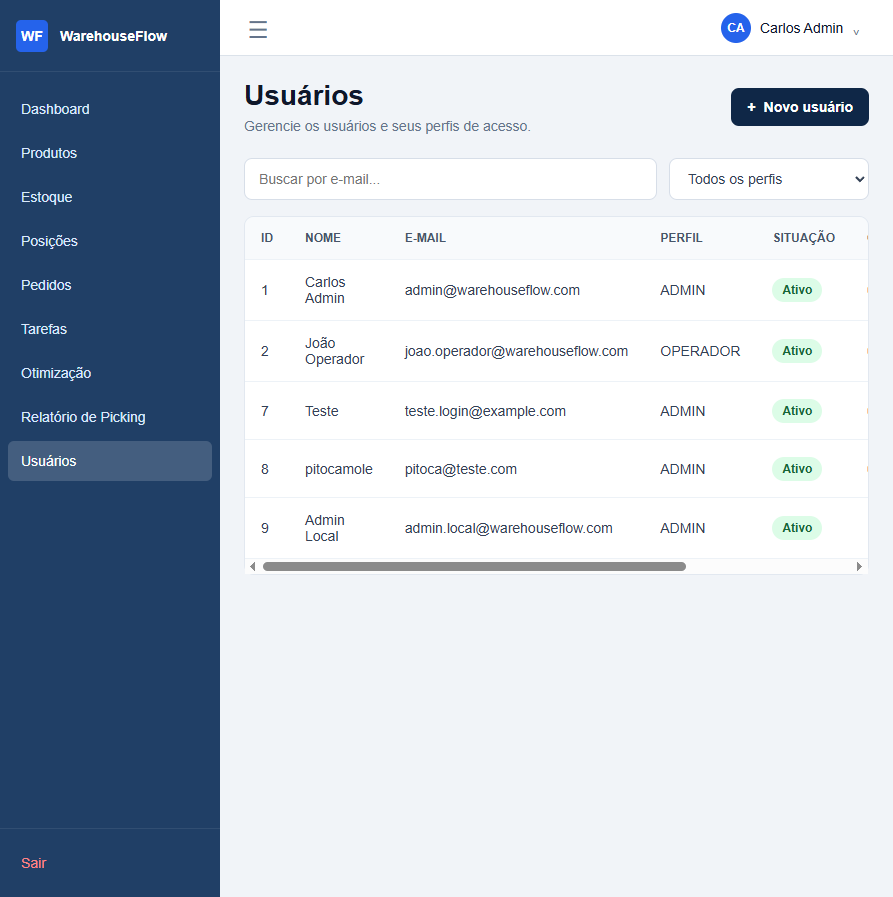 WF WarehouseFlow
☰
CA Carlos Admin v
Dashboard
Produtos
Estoque
Posições
Pedidos
Tarefas
Otimização
Relatório de Picking
Usuários
Sair
Usuários
Gerencie os usuários e seus perfis de acesso.
+ Novo usuário
Buscar por e-mail...
Todos os perfis
ID NOME E-MAIL PERFIL SITUAÇÃO
1 Carlos Admin admin@warehouseflow.com ADMIN Ativo
2 João Operador joao.operador@warehouseflow.com OPERADOR Ativo
7 Teste teste.login@example.com ADMIN Ativo
8 pitocamole pitoca@teste.com ADMIN Ativo
9 Admin Local admin.local@warehouseflow.com ADMIN Ativo